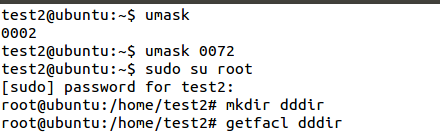 test2@ubuntu:~$ umask
0002
test2@ubuntu:~$ umask 0072
test2@ubuntu:~$ sudo su root
[sudo] password for test2:
root@ubuntu:/home/test2# mkdir dddir
root@ubuntu:/home/test2# getfacl dddir